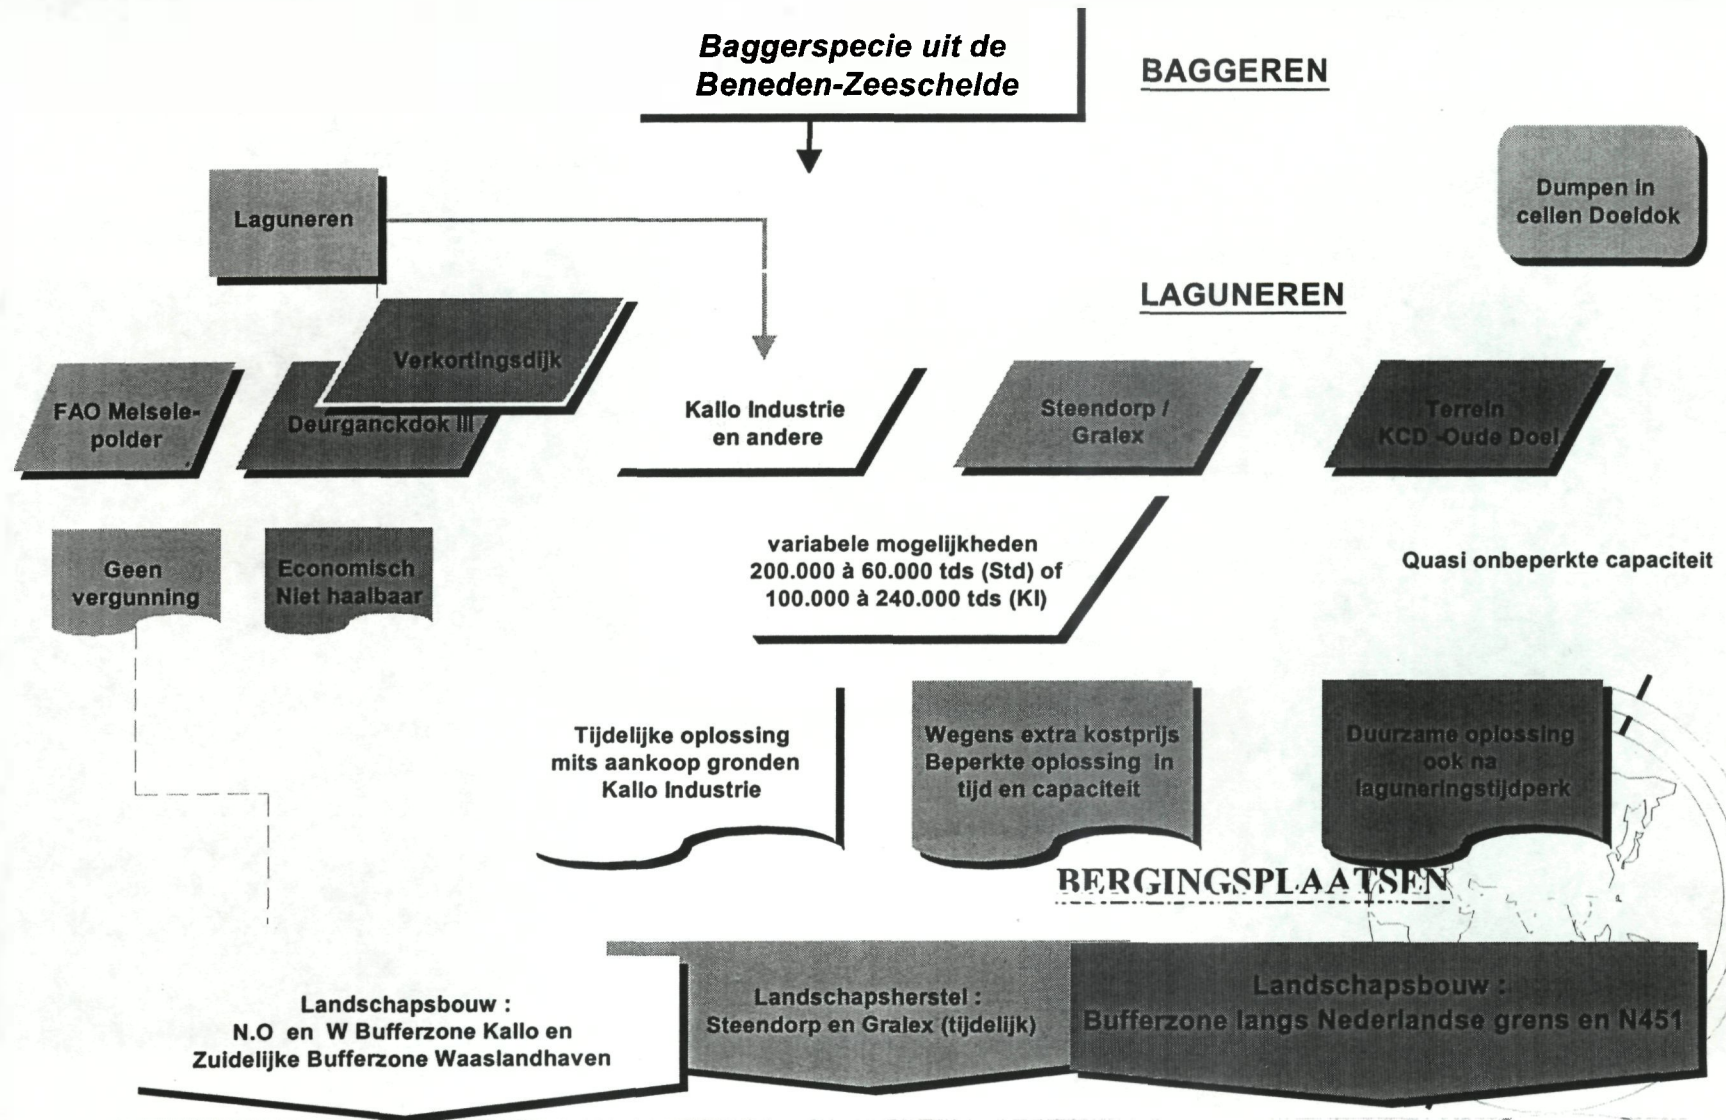 Baggerspecie uit de
Beneden-Zeeschelde
BAGGEREN
Laguneren
Dumpen in
cellen Doeldok
LAGUNEREN
Verkortingsdijk
FAO Melsele-
polder
Deurganckdok III
Kallo Industrie
en andere
Steendorp /
Gralex
Terrein
KCD -Oude Doel
Geen
vergunning
Economisch
Niet haalbaar
variabele mogelijkheden
200.000 à 60.000 tds (Std) of
100.000 à 240.000 tds (KI)
Quasi onbeperkte capaciteit
Tijdelijke oplossing
mits aankoop gronden
Kallo Industrie
Wegens extra kostprijs
Beperkte oplossing in
tijd en capaciteit
Duurzame oplossing
ook na
laguneringstijdperk
BERGINGSPLAATSEN
Landschapsbouw :
N.O en W Bufferzone Kallo en
Zuidelijke Bufferzone Waaslandhaven
Landschapsherstel :
Steendorp en Gralex (tijdelijk)
Landschapsbouw :
Bufferzone langs Nederlandse grens en N451